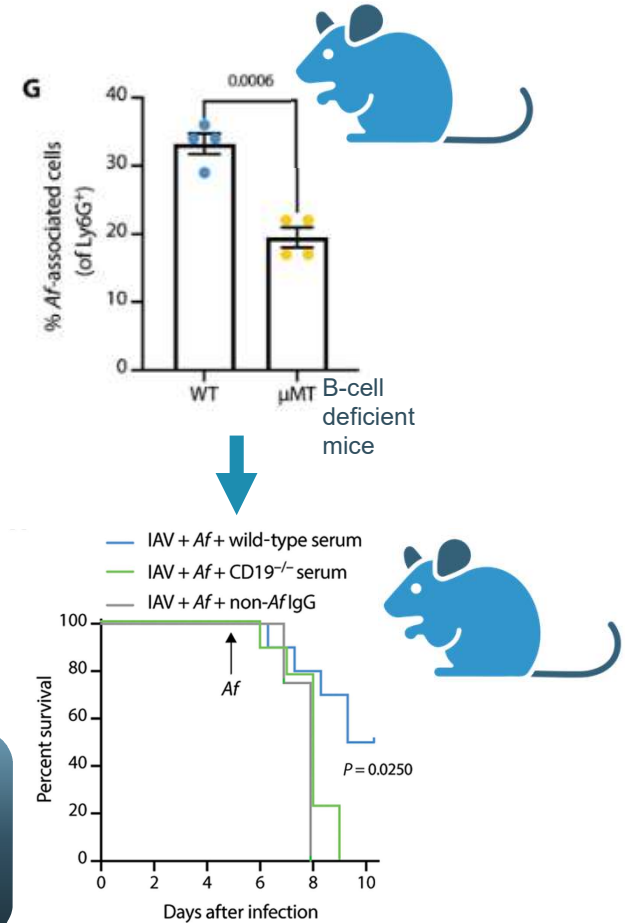 G
0.0006
% Af-associated cells
(of Ly6G⁺)
40
30
20
10
0
WT
µMT
B-cell
deficient
mice
IAV + Af + wild-type serum
IAV + Af + CD19⁻/⁻ serum
IAV + Af + non-Af IgG
Percent survival
100
80
60
40
20
0
Af
P = 0.0250
0 2 4 6 8 10
Days after infection